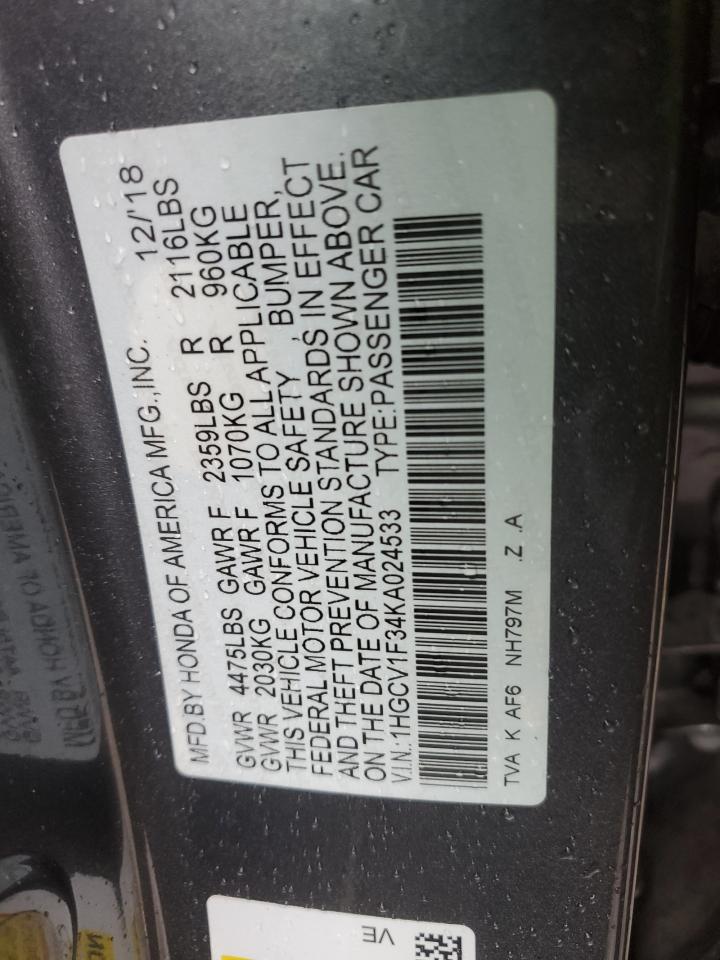 MFD.BY HONDA OF AMERICA MFG.,INC. 12/'18
GVWR 4475LBS GAWR F 2359LBS R 2116LBS
GVWR 2030KG GAWR F 1070KG R 960KG
THIS VEHICLE CONFORMS TO ALL APPLICABLE
FEDERAL MOTOR VEHICLE SAFETY , BUMPER,
AND THEFT PREVENTION STANDARDS IN EFFECT
ON THE DATE OF MANUFACTURE SHOWN ABOVE.
V.I.N.:1HGCV1F34KA024533 TYPE:PASSENGER CAR
TVA K AF6 NH797M .Z .A
VE